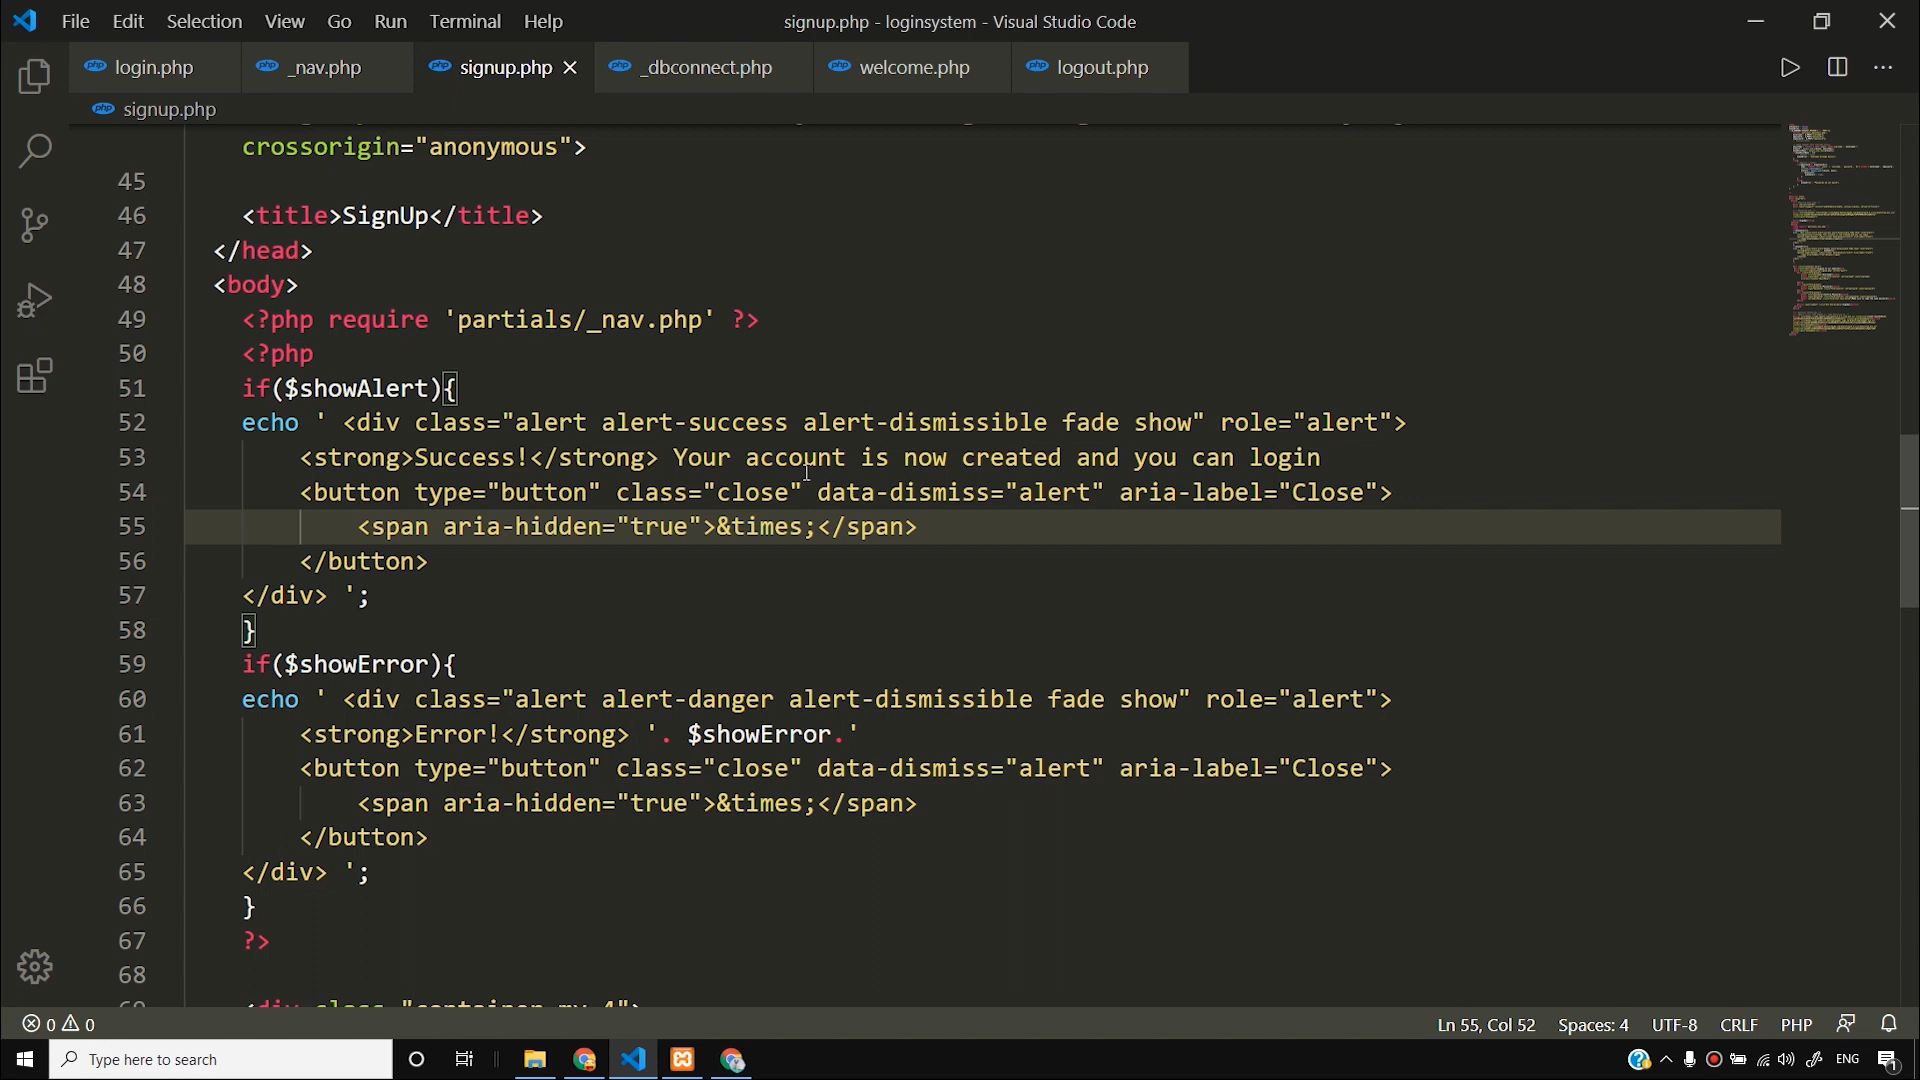 File Edit Selection View Go Run Terminal Help
signup.php - loginsystem - Visual Studio Code
login.php _nav.php signup.php _dbconnect.php welcome.php logout.php
signup.php
crossorigin="anonymous">
45
46 <title>SignUp</title>
47 </head>
48 <body>
49 <?php require 'partials/_nav.php' ?>
50 <?php
51 if($showAlert){
52 echo ' <div class="alert alert-success alert-dismissible fade show" role="alert">
53 <strong>Success!</strong> Your account is now created and you can login
54 <button type="button" class="close" data-dismiss="alert" aria-label="Close">
55 <span aria-hidden="true">&times;</span>
56 </button>
57 </div> ';
58 }
59 if($showError){
60 echo ' <div class="alert alert-danger alert-dismissible fade show" role="alert">
61 <strong>Error!</strong> '. $showError.'
62 <button type="button" class="close" data-dismiss="alert" aria-label="Close">
63 <span aria-hidden="true">&times;</span>
64 </button>
65 </div> ';
66 }
67 ?>
68
0 0 Ln 55, Col 52 Spaces: 4 UTF-8 CRLF PHP
Type here to search ENG 1